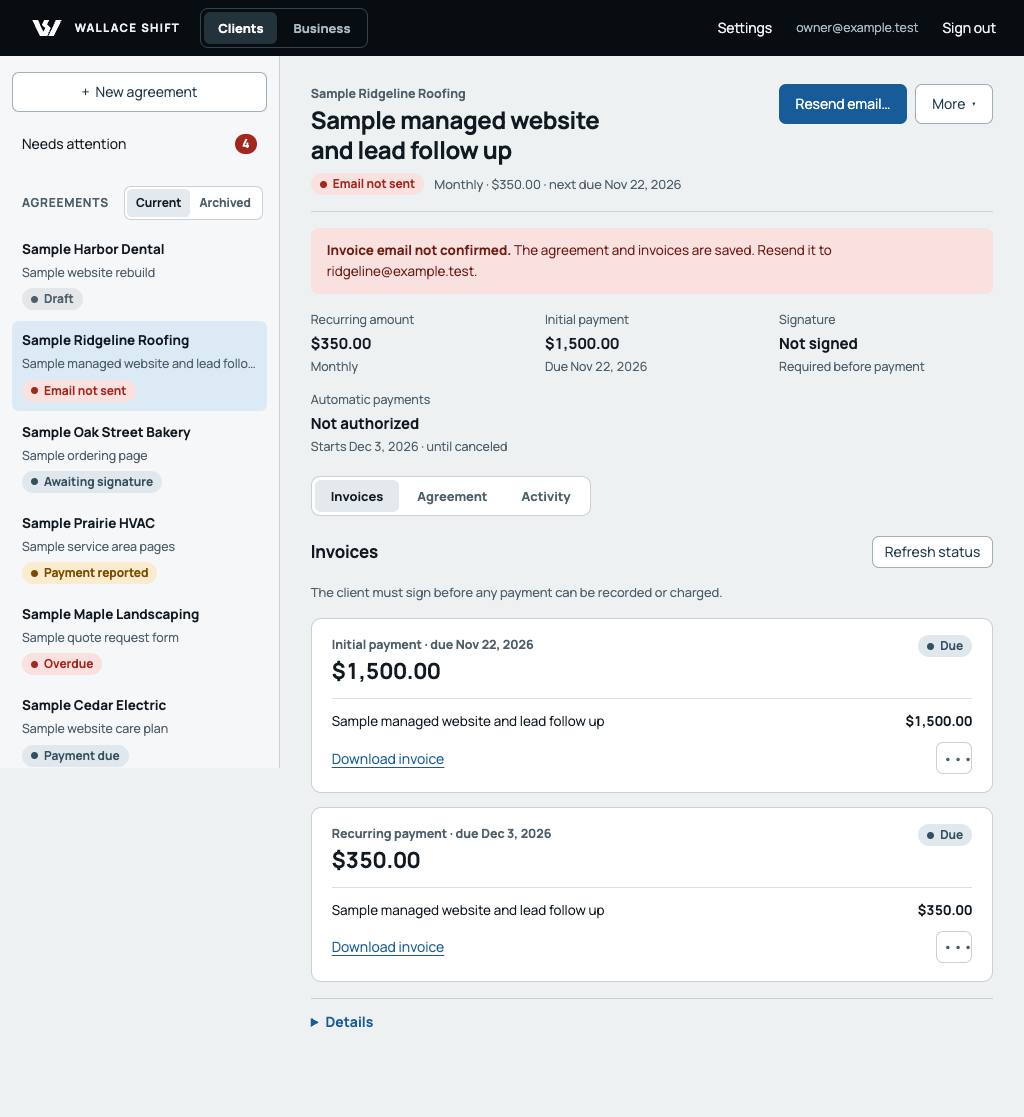 WALLACE SHIFT
Clients
Business
Settings
owner@example.test
Sign out
+ New agreement
Needs attention
4
AGREEMENTS
Current
Archived
Sample Harbor Dental
Sample website rebuild
Draft
Sample Ridgeline Roofing
Sample managed website and lead follo...
Email not sent
Sample Oak Street Bakery
Sample ordering page
Awaiting signature
Sample Prairie HVAC
Sample service area pages
Payment reported
Sample Maple Landscaping
Sample quote request form
Overdue
Sample Cedar Electric
Sample website care plan
Payment due
Sample Ridgeline Roofing
Sample managed website
and lead follow up
Resend email...
More
Email not sent
Monthly · $350.00 · next due Nov 22, 2026
Invoice email not confirmed. The agreement and invoices are saved. Resend it to
ridgeline@example.test.
Recurring amount
$350.00
Monthly
Initial payment
$1,500.00
Due Nov 22, 2026
Signature
Not signed
Required before payment
Automatic payments
Not authorized
Starts Dec 3, 2026 · until canceled
Invoices
Agreement
Activity
Invoices
Refresh status
The client must sign before any payment can be recorded or charged.
Initial payment · due Nov 22, 2026
Due
$1,500.00
Sample managed website and lead follow up
$1,500.00
Download invoice
Recurring payment · due Dec 3, 2026
Due
$350.00
Sample managed website and lead follow up
$350.00
Download invoice
Details